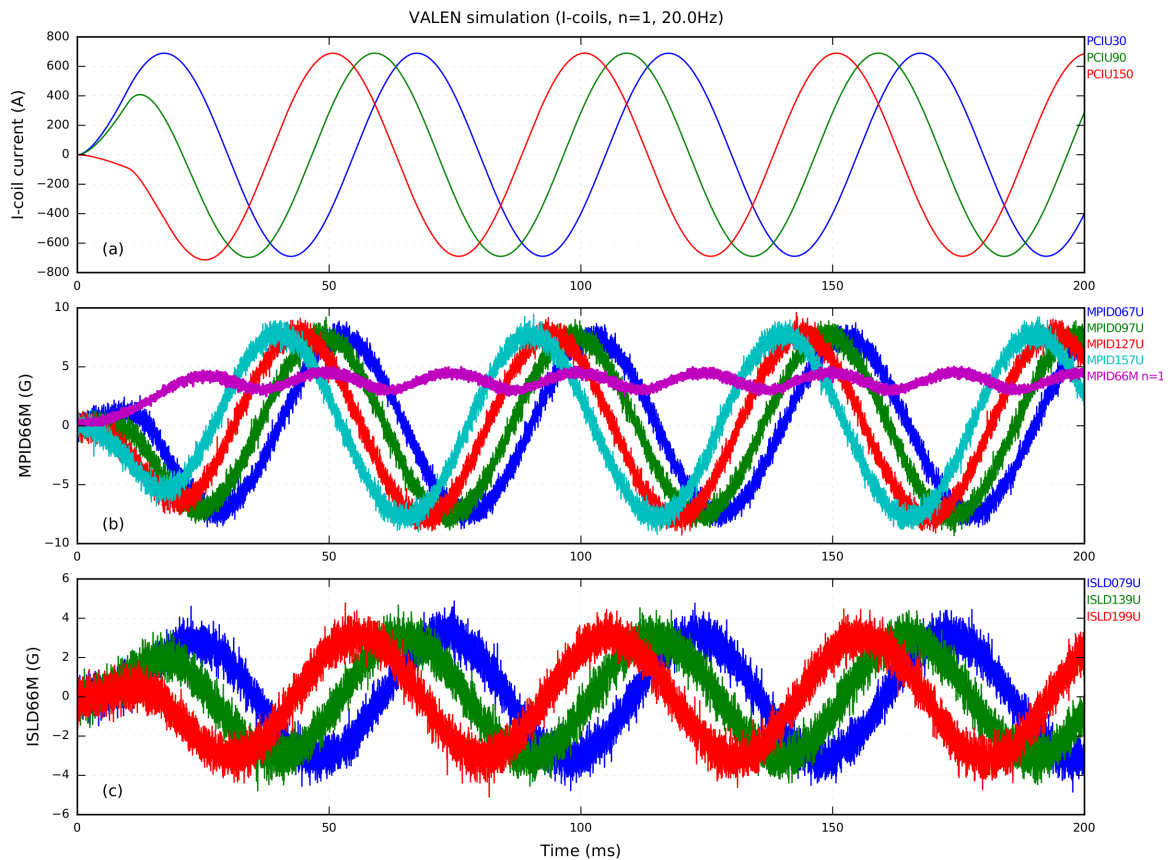 VALEN simulation (I-coils, n=1, 20.0Hz)
800
600
400
200
0
−200
−400
−600
−800
I-coil current (A)
(a)
0 50 100 150 200
PCIU30
PCIU90
PCIU150
10
5
0
−5
−10
MPID66M (G)
(b)
0 50 100 150 200
MPID067U
MPID097U
MPID127U
MPID157U
MPID66M n=1
6
4
2
0
−2
−4
−6
ISLD66M (G)
(c)
0 50 100 150 200
ISLD079U
ISLD139U
ISLD199U
Time (ms)